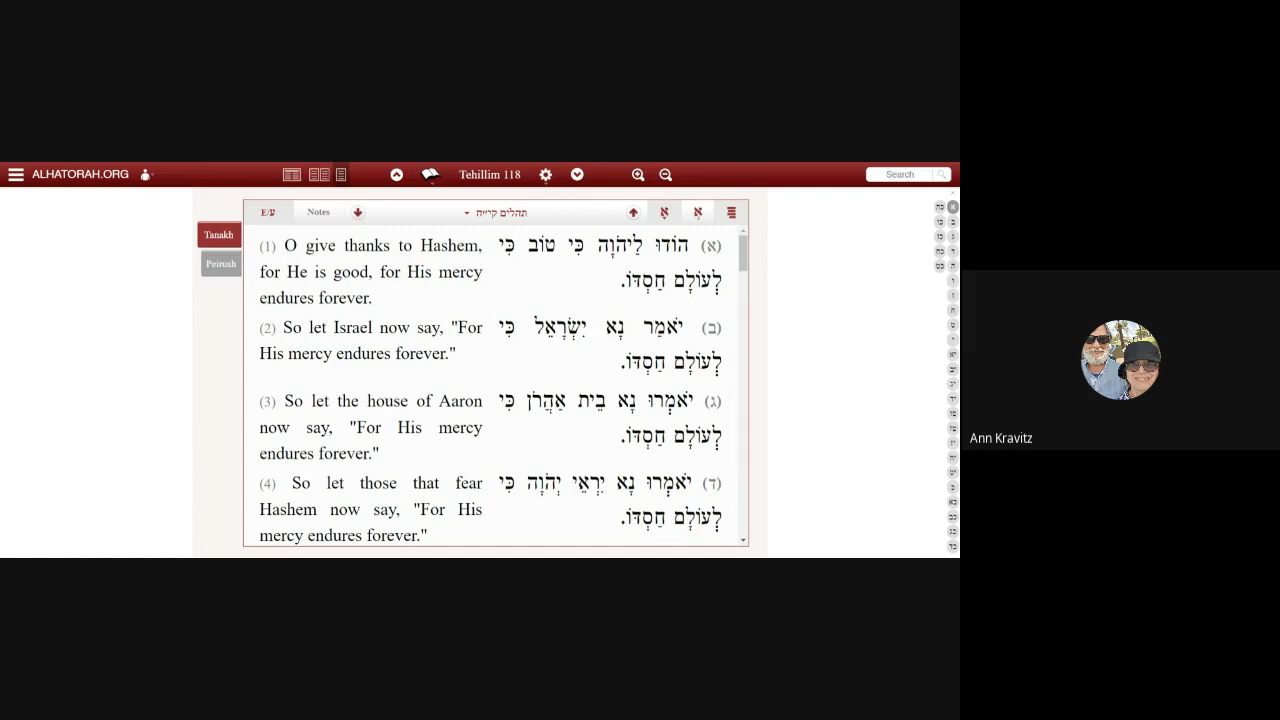 ALHATORAH.ORG
Tehillim 118
Search
Tanakh
Peirush
ע/E
Notes
תהלים קי״ח
(1) O give thanks to Hashem,
for He is good, for His mercy
endures forever.
(2) So let Israel now say, "For
His mercy endures forever."
(3) So let the house of Aaron
now say, "For His mercy
endures forever."
(4) So let those that fear
Hashem now say, "For His
mercy endures forever."
(א) הוֹדוּ לַיהֹוָה כִּי טוֹב כִּי
לְעוֹלָם חַסְדּוֹ.
(ב) יֹאמַר נָא יִשְׂרָאֵל כִּי
לְעוֹלָם חַסְדּוֹ.
(ג) יֹאמְרוּ נָא בֵית אַהֲרֹן כִּי
לְעוֹלָם חַסְדּוֹ.
(ד) יֹאמְרוּ נָא יִרְאֵי יְהֹוָה כִּי
לְעוֹלָם חַסְדּוֹ.
Ann Kravitz